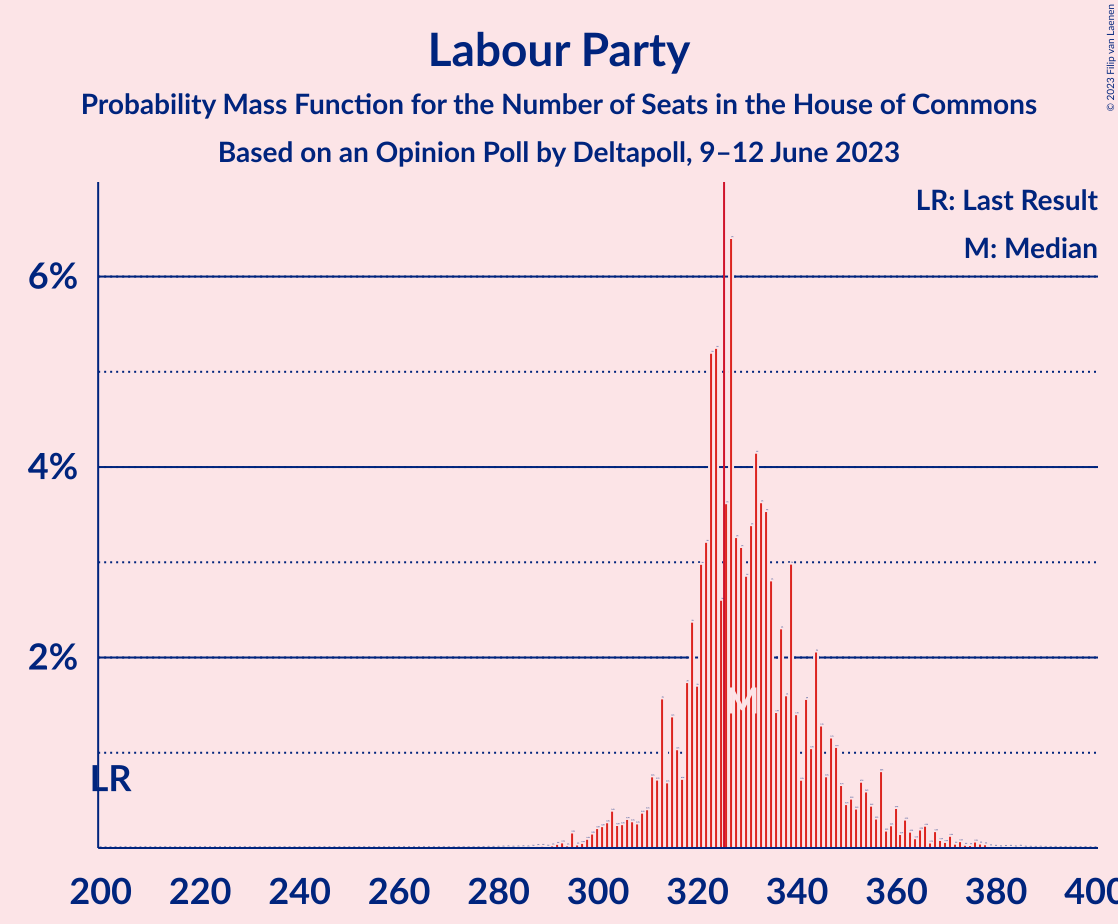 Labour Party
Probability Mass Function for the Number of Seats in the House of Commons
Based on an Opinion Poll by Deltapoll, 9–12 June 2023
© 2023 Filip van Laenen
LR: Last Result
M: Median
6%
4%
2%
M
LR
200 220 240 260 280 300 320 340 360 380 400